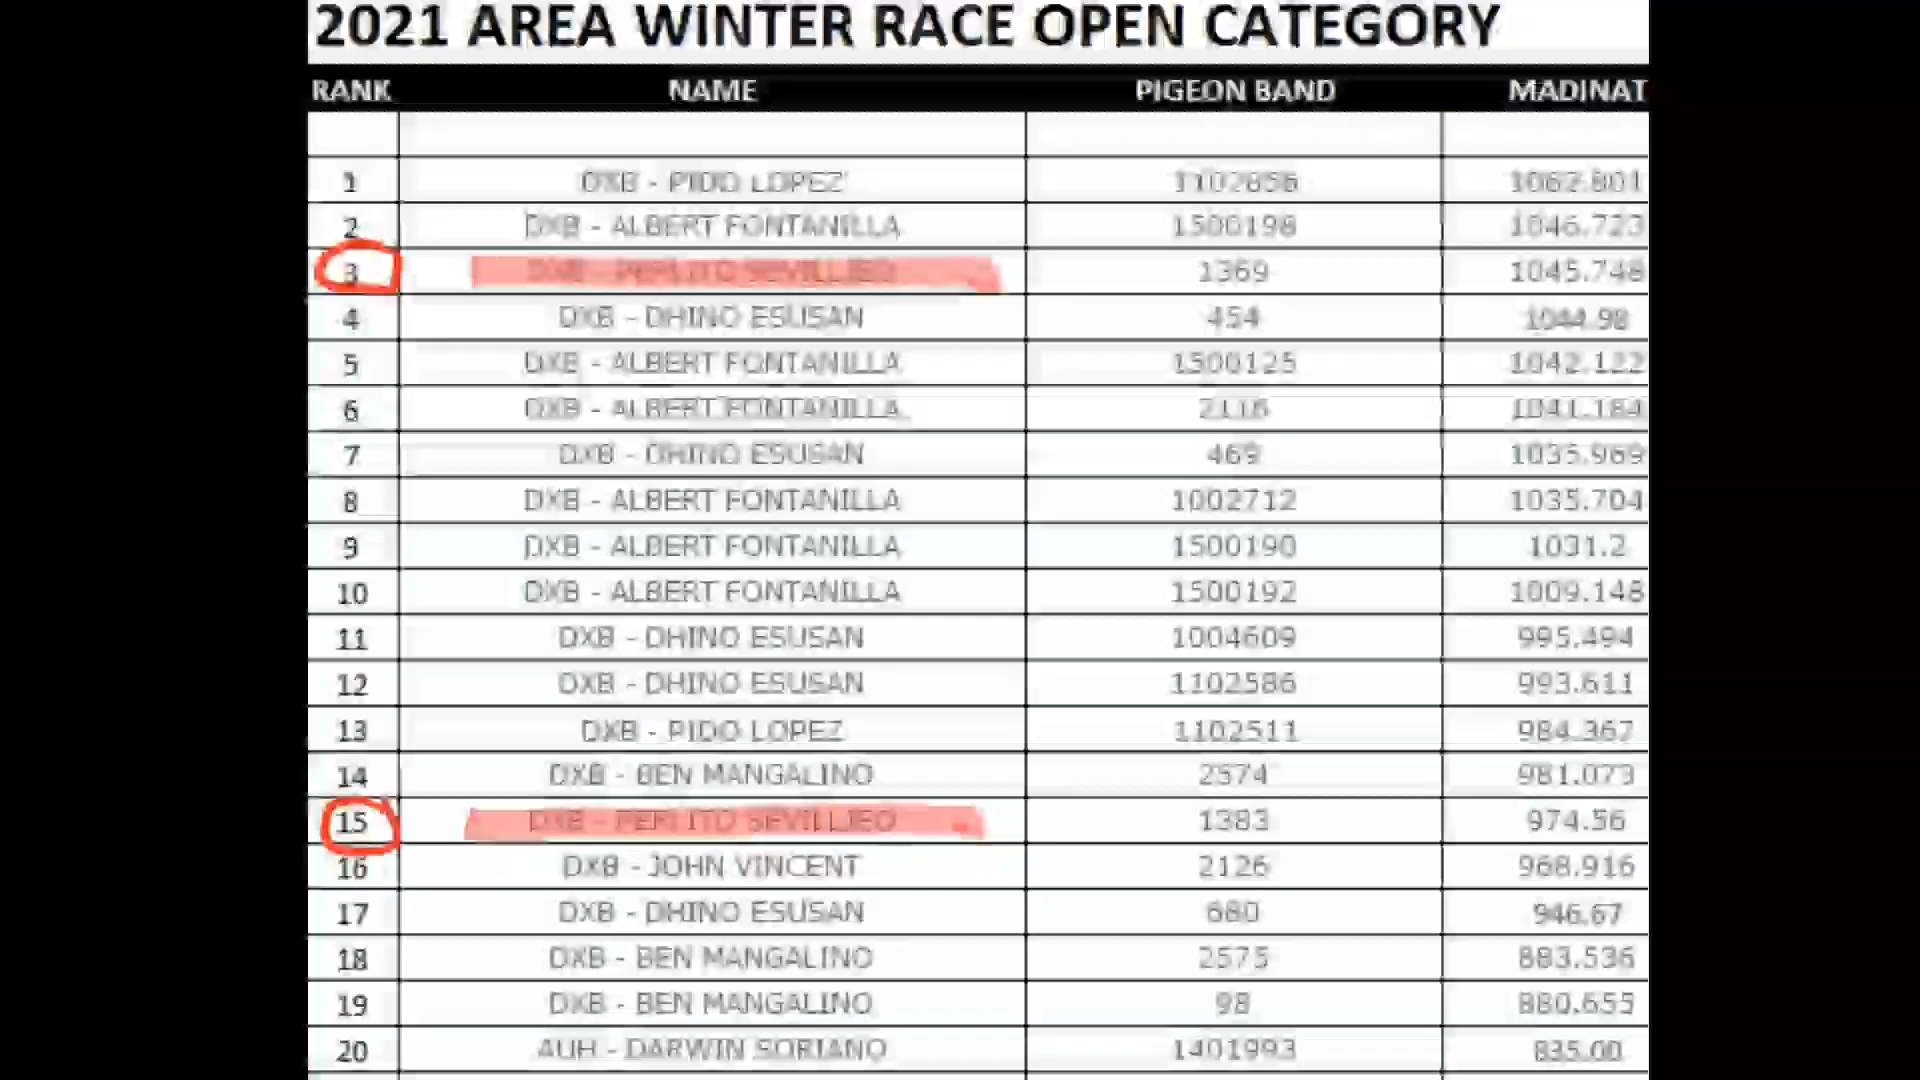 2021 AREA WINTER RACE OPEN CATEGORY
RANK NAME PIGEON BAND MADINAT
1 DXB - PIDO LOPEZ 1102856 1062.801
2 DXB - ALBERT FONTANILLA 1500198 1046.723
3 DXB - PERLITO SEVILLJEO 1369 1045.748
4 DXB - DHINO ESUSAN 454 1044.98
5 DXB - ALBERT FONTANILLA 1500125 1042.122
6 DXB - ALBERT FONTANILLA 2116 1041.184
7 DXB - DHINO ESUSAN 469 1035.969
8 DXB - ALBERT FONTANILLA 1002712 1035.704
9 DXB - ALBERT FONTANILLA 1500190 1031.2
10 DXB - ALBERT FONTANILLA 1500192 1009.148
11 DXB - DHINO ESUSAN 1004609 995.494
12 DXB - DHINO ESUSAN 1102586 993.611
13 DXB - PIDO LOPEZ 1102511 984.367
14 DXB - BEN MANGALINO 2574 981.073
15 DXB - PERLITO SEVILLJEO 1383 974.56
16 DXB - JOHN VINCENT 2126 968.916
17 DXB - DHINO ESUSAN 680 946.67
18 DXB - BEN MANGALINO 2575 883.536
19 DXB - BEN MANGALINO 98 880.655
20 AUH - DARWIN SORIANO 1401993 835.00